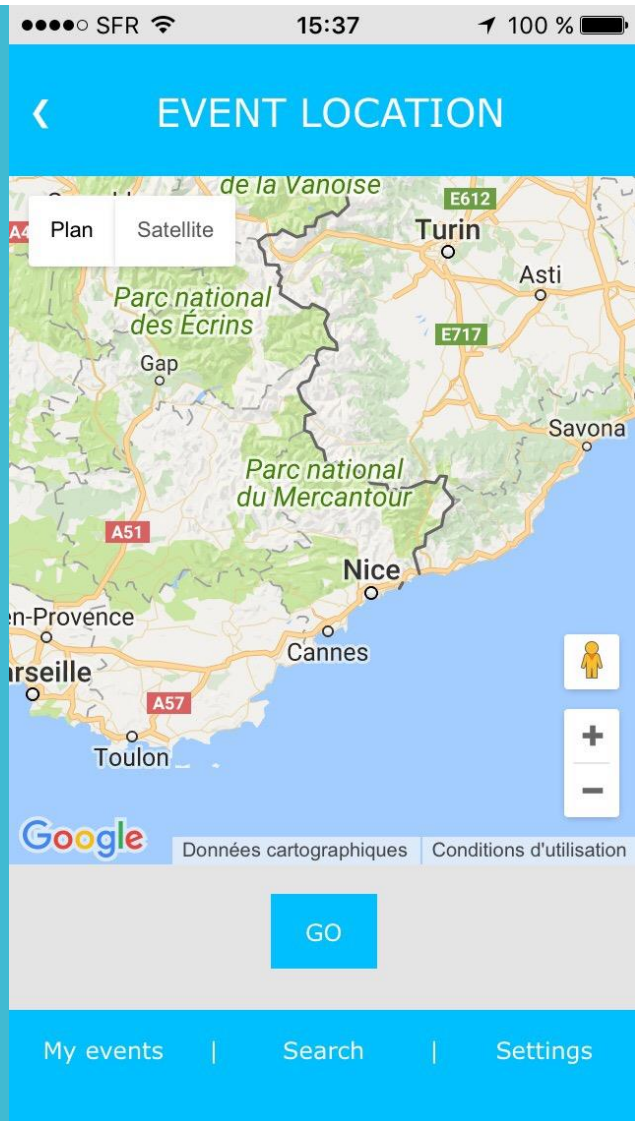 SFR 15:37 100 %
EVENT LOCATION
de la Vanoise
E612
Plan Satellite
Turin
Asti
Parc national
des Écrins
E717
Gap
Savona
Parc national
du Mercantour
A51
Nice
en-Provence
Cannes
arseille
A57
Toulon
Google
Données cartographiques Conditions d'utilisation
GO
My events | Search | Settings